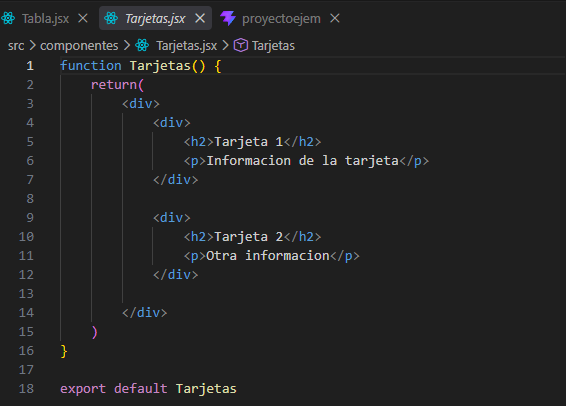 Tabla.jsx × Tarjetas.jsx × proyectoejem ×
src > componentes > Tarjetas.jsx > Tarjetas
1 function Tarjetas() {
2     return(
3         <div>
4             <div>
5                 <h2>Tarjeta 1</h2>
6                 <p>Informacion de la tarjeta</p>
7             </div>
8
9             <div>
10                 <h2>Tarjeta 2</h2>
11                 <p>Otra informacion</p>
12             </div>
13
14         </div>
15     )
16 }
17
18 export default Tarjetas